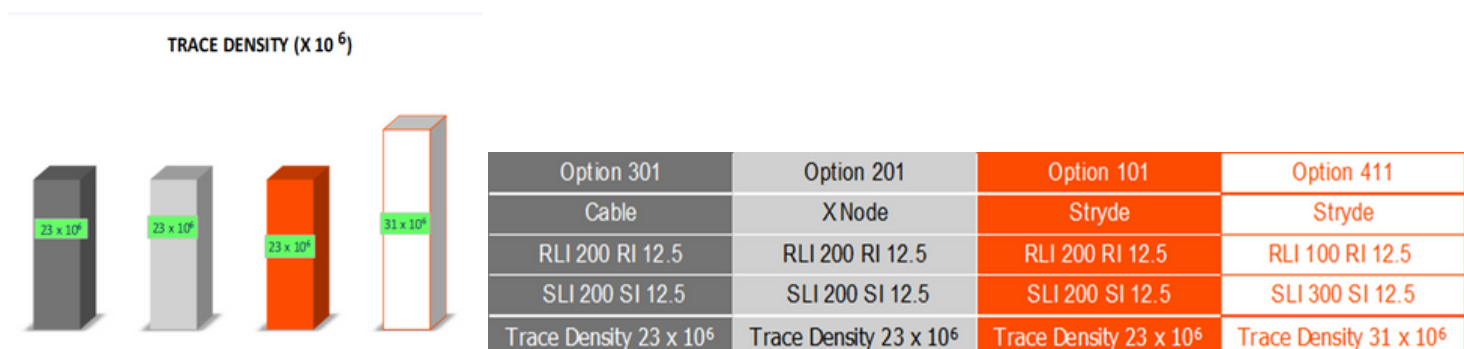 TRACE DENSITY (X 10 ⁶)
23 x 10⁶
23 x 10⁶
23 x 10⁶
31 x 10⁶
Option 301 Option 201 Option 101 Option 411
Cable X Node Stryde Stryde
RLI 200 RI 12.5 RLI 200 RI 12.5 RLI 200 RI 12.5 RLI 100 RI 12.5
SLI 200 SI 12.5 SLI 200 SI 12.5 SLI 200 SI 12.5 SLI 300 SI 12.5
Trace Density 23 x 10⁶ Trace Density 23 x 10⁶ Trace Density 23 x 10⁶ Trace Density 31 x 10⁶